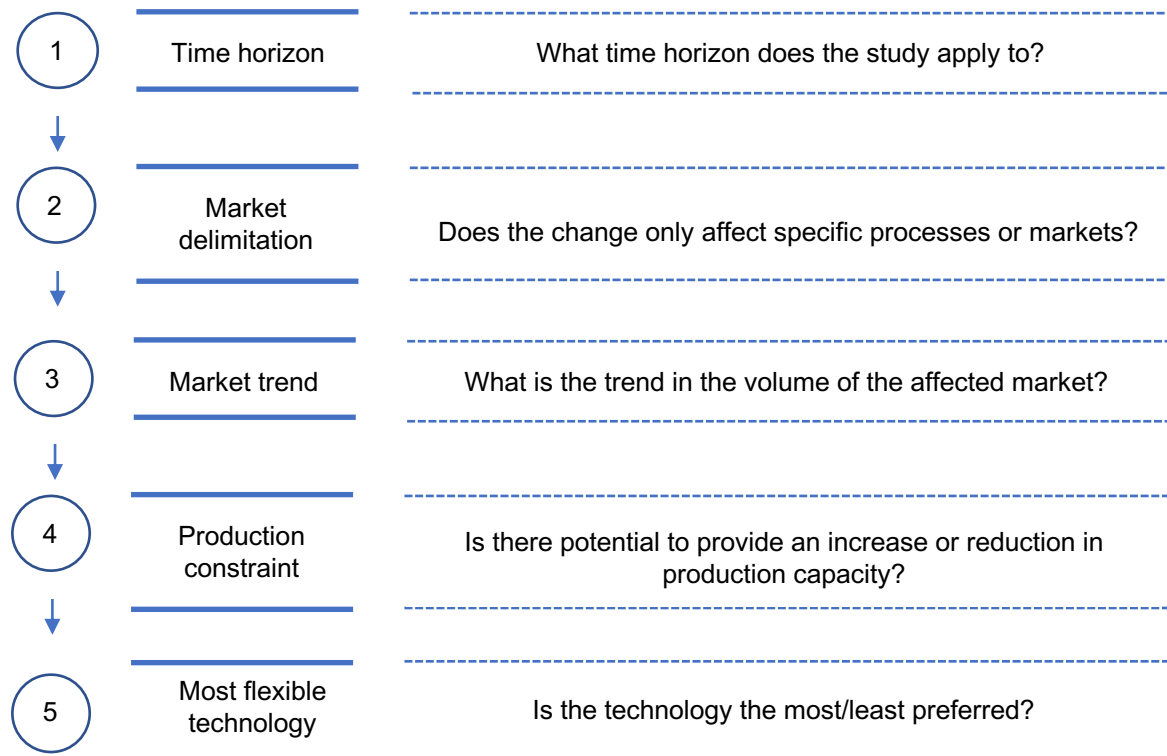 1
Time horizon
What time horizon does the study apply to?
2
Market
delimitation
Does the change only affect specific processes or markets?
3
Market trend
What is the trend in the volume of the affected market?
4
Production
constraint
Is there potential to provide an increase or reduction in
production capacity?
5
Most flexible
technology
Is the technology the most/least preferred?